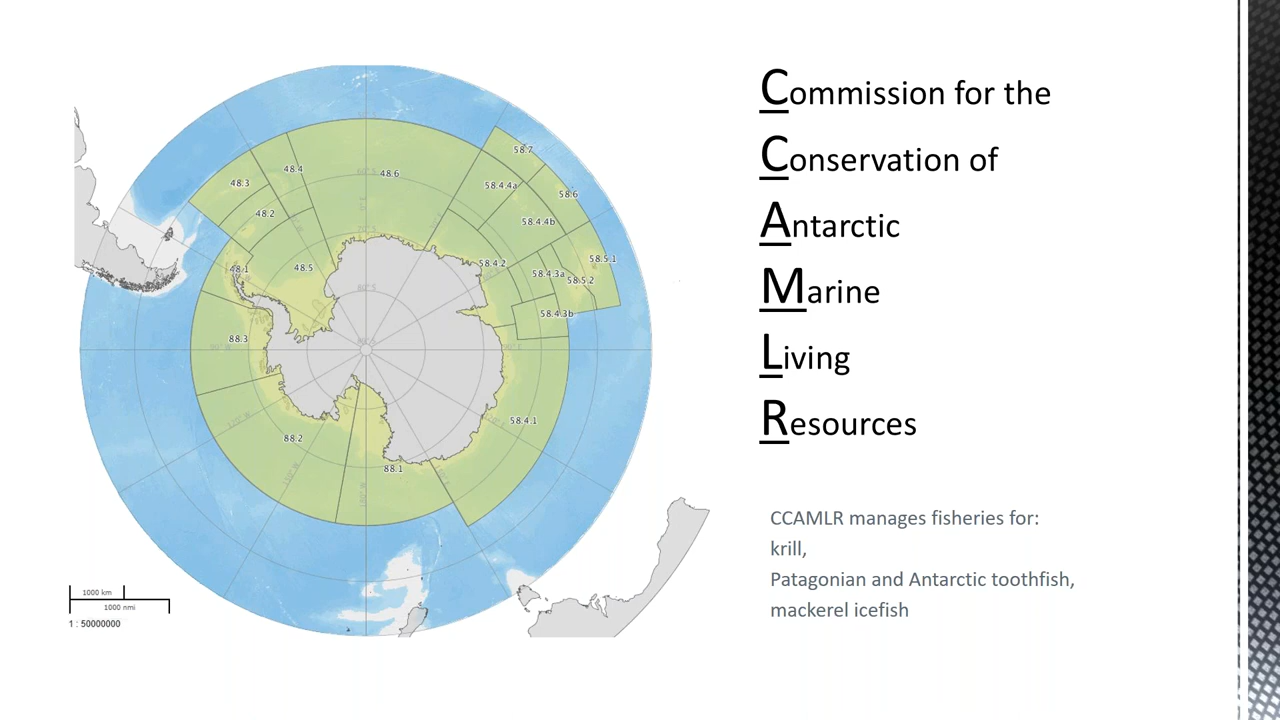 Commission for the
Conservation of
Antarctic
Marine
Living
Resources
CCAMLR manages fisheries for:
krill,
Patagonian and Antarctic toothfish,
mackerel icefish
58.7
48.4
48.6
48.3
58.4.4a
58.6
48.2
58.4.4b
58.5.1
48.1
48.5
58.4.2
58.4.3a
58.5.2
58.4.3b
88.3
58.4.1
88.2
88.1
60°S
70°S
80°S
1000 km
1000 nmi
1 : 50000000